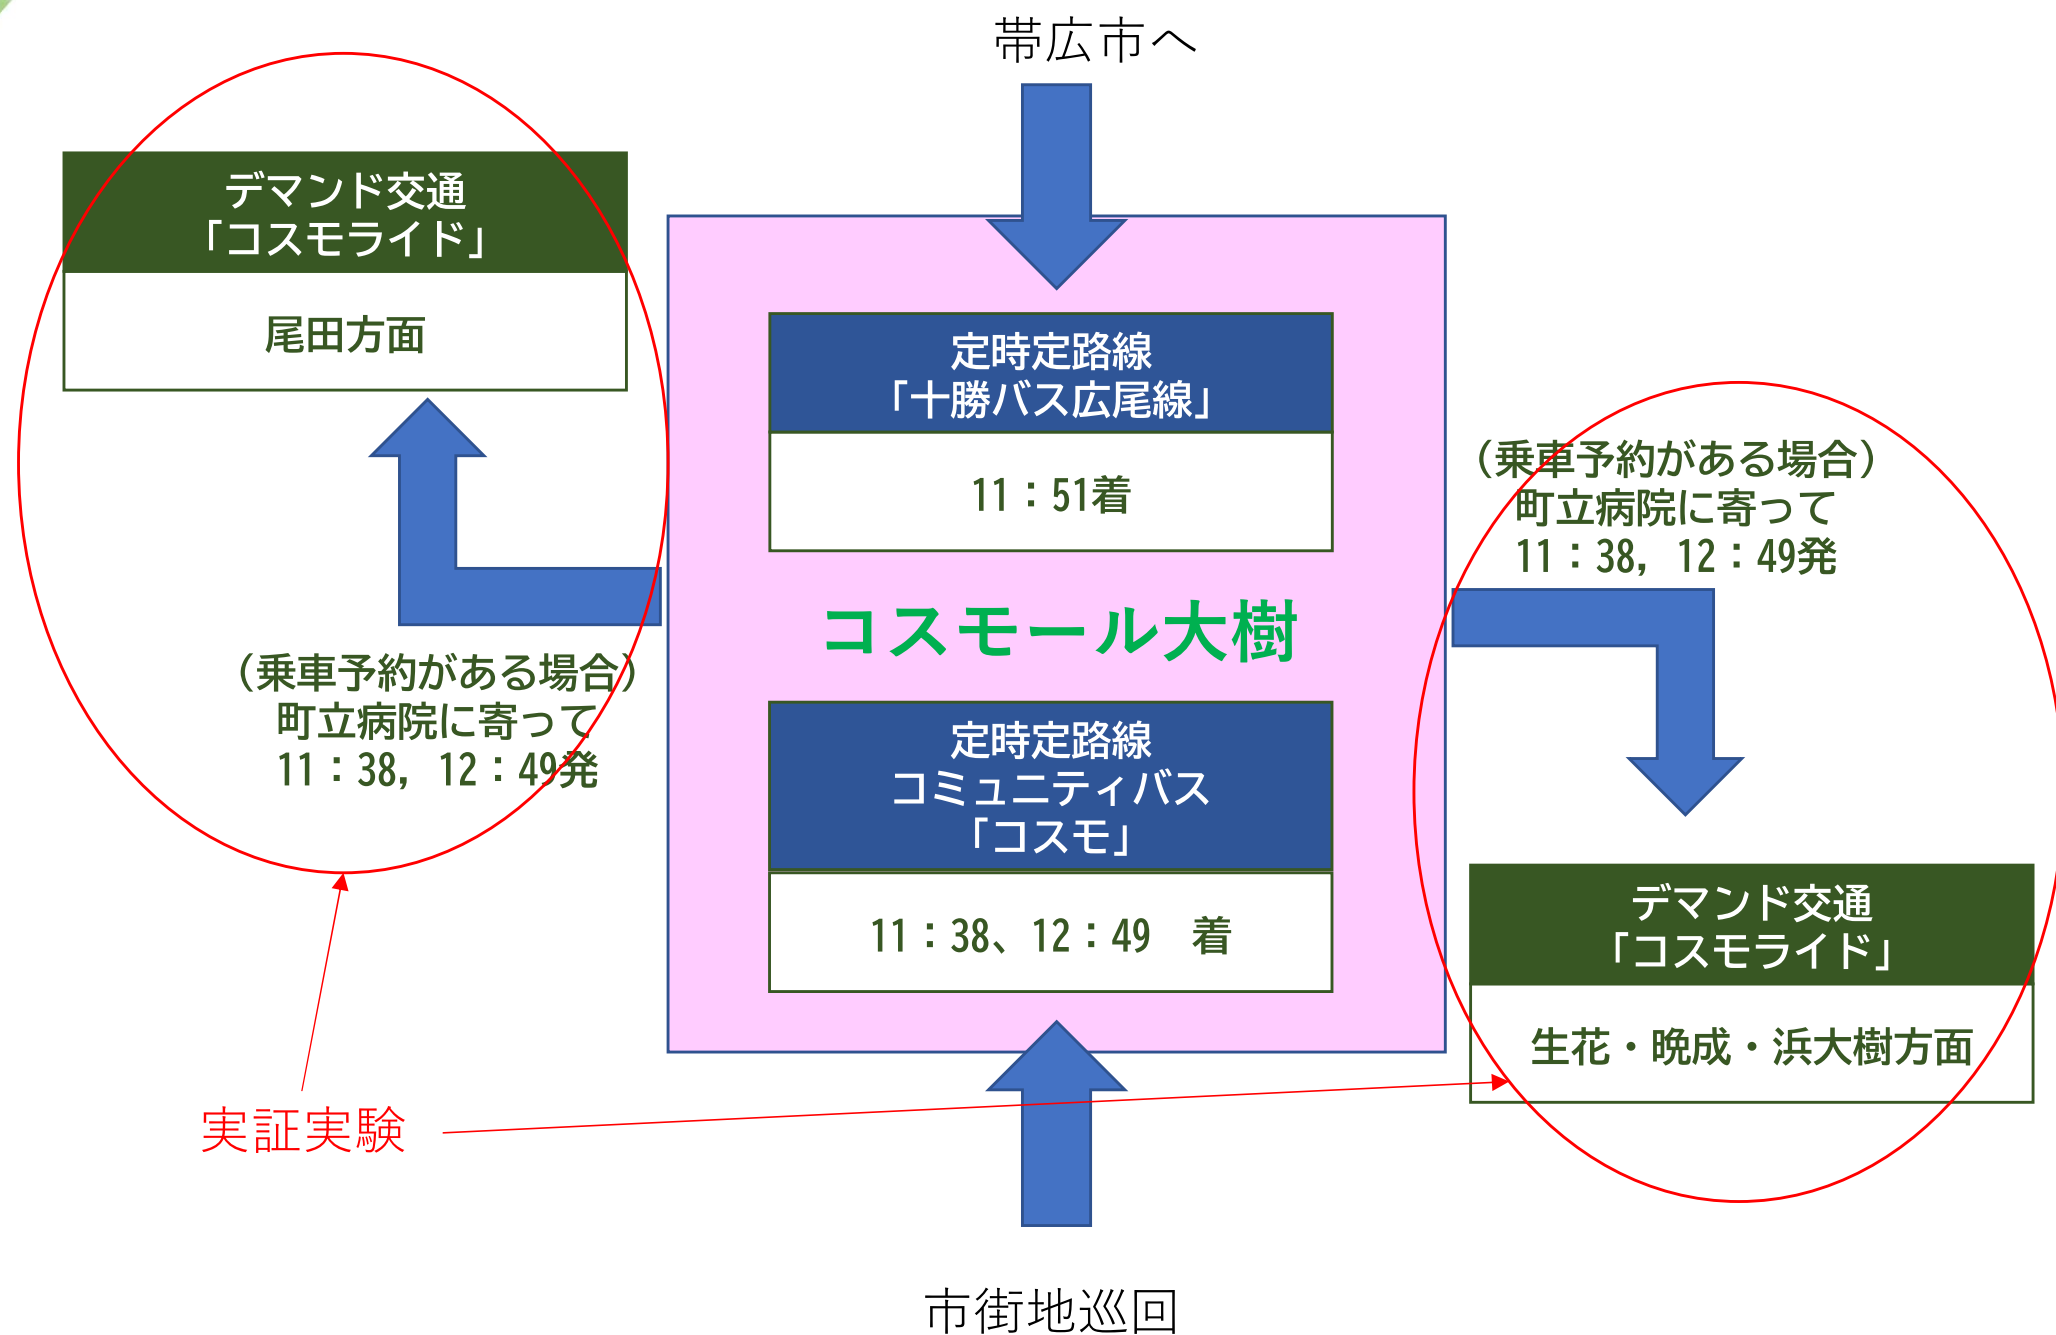 帯広市へ
デマンド交通
「コスモライド」
尾田方面
定時定路線
「十勝バス広尾線」
11：51着
（乗車予約がある場合）
町立病院に寄って
11：38，12：49発
コスモール大樹
（乗車予約がある場合）
町立病院に寄って
11：38，12：49発
定時定路線
コミュニティバス
「コスモ」
11：38、12：49　着
デマンド交通
「コスモライド」
生花・晩成・浜大樹方面
実証実験
市街地巡回